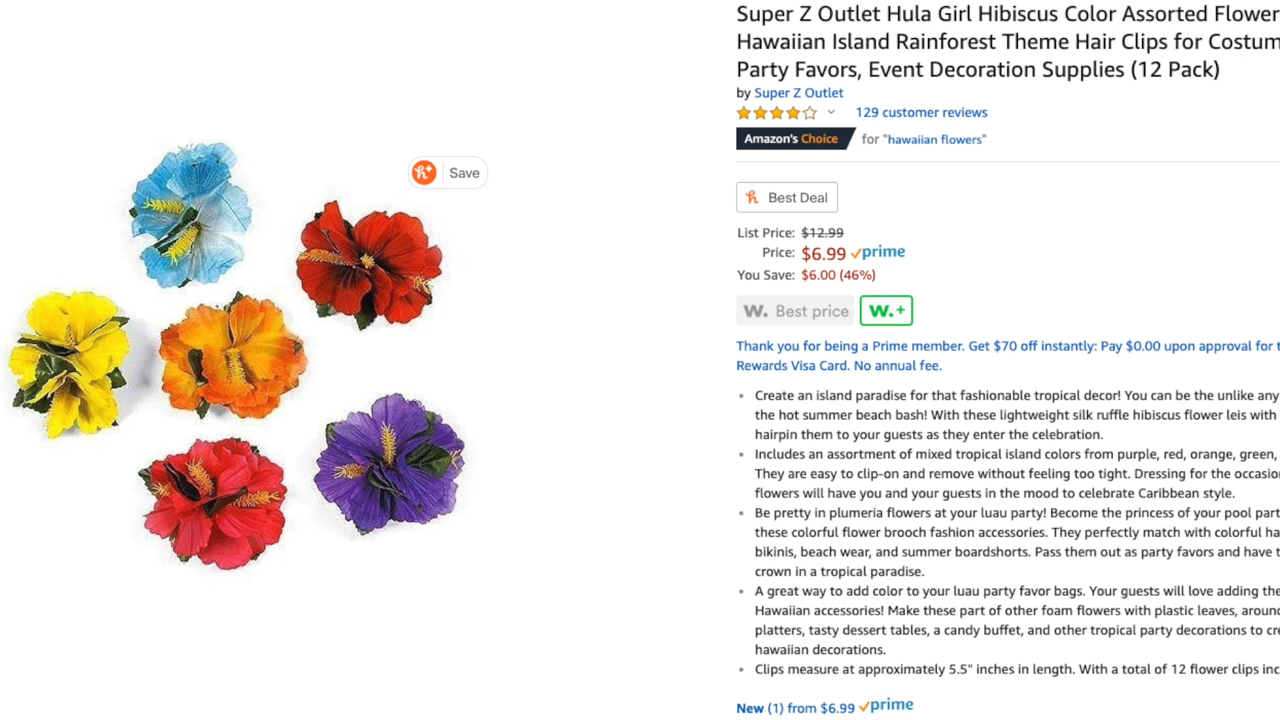 Super Z Outlet Hula Girl Hibiscus Color Assorted Flower
Hawaiian Island Rainforest Theme Hair Clips for Costum
Party Favors, Event Decoration Supplies (12 Pack)
by Super Z Outlet
129 customer reviews
Amazon's Choice for "hawaiian flowers"
Save
Best Deal
List Price: $12.99
Price: $6.99 prime
You Save: $6.00 (46%)
W. Best price W.+
Thank you for being a Prime member. Get $70 off instantly: Pay $0.00 upon approval for t
Rewards Visa Card. No annual fee.
Create an island paradise for that fashionable tropical decor! You can be the unlike any
the hot summer beach bash! With these lightweight silk ruffle hibiscus flower leis with
hairpin them to your guests as they enter the celebration.
Includes an assortment of mixed tropical island colors from purple, red, orange, green,
They are easy to clip-on and remove without feeling too tight. Dressing for the occasion
flowers will have you and your guests in the mood to celebrate Caribbean style.
Be pretty in plumeria flowers at your luau party! Become the princess of your pool part
these colorful flower brooch fashion accessories. They perfectly match with colorful ha
bikinis, beach wear, and summer boardshorts. Pass them out as party favors and have t
crown in a tropical paradise.
A great way to add color to your luau party favor bags. Your guests will love adding the
Hawaiian accessories! Make these part of other foam flowers with plastic leaves, aroun
platters, tasty dessert tables, a candy buffet, and other tropical party decorations to cre
hawaiian decorations.
Clips measure at approximately 5.5" inches in length. With a total of 12 flower clips inc
New (1) from $6.99 prime